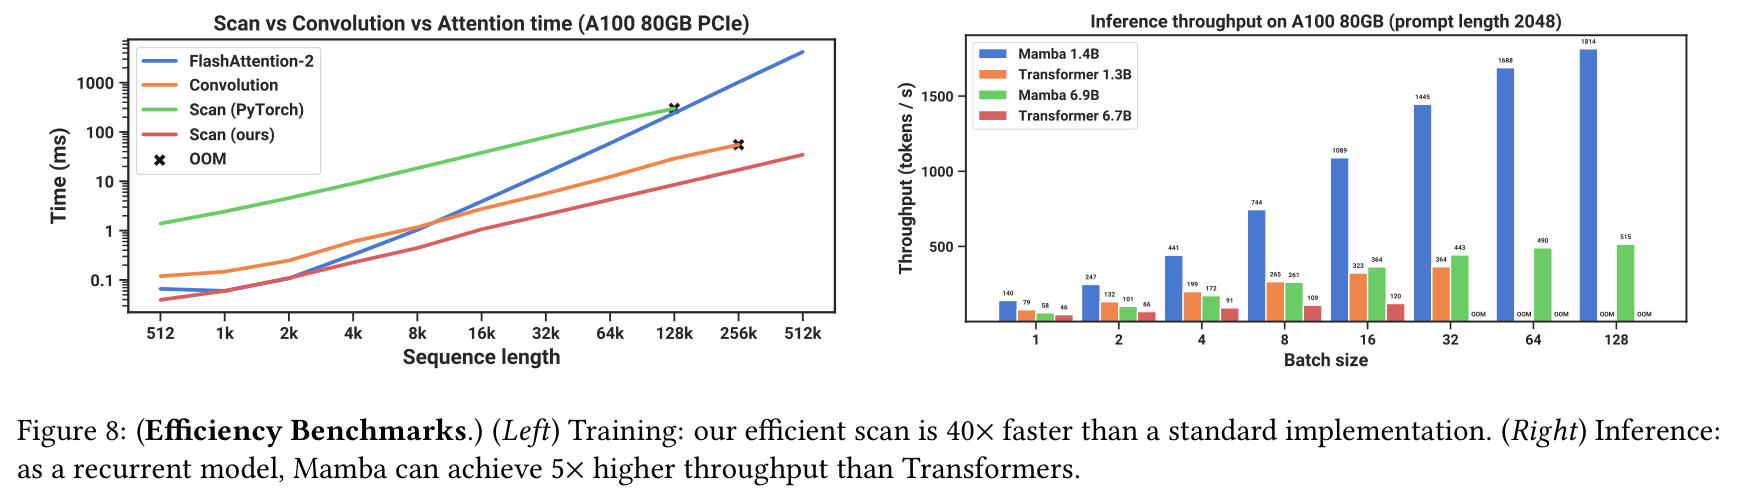 Scan vs Convolution vs Attention time (A100 80GB PCIe)
FlashAttention-2
Convolution
Scan (PyTorch)
Scan (ours)
OOM
Time (ms)
1000
100
10
1
0.1
512 1k 2k 4k 8k 16k 32k 64k 128k 256k 512k
Sequence length
Inference throughput on A100 80GB (prompt length 2048)
Mamba 1.4B
Transformer 1.3B
Mamba 6.9B
Transformer 6.7B
Throughput (tokens / s)
1500
1000
500
140 79 58 46
247 132 101 66
441 199 172 91
744 265 261 109
1089 323 364 120
1445 364 443 OOM
1688 OOM 490 OOM
1814 OOM 515 OOM
1 2 4 8 16 32 64 128
Batch size
Figure 8: (Efficiency Benchmarks.) (Left) Training: our efficient scan is 40× faster than a standard implementation. (Right) Inference:
as a recurrent model, Mamba can achieve 5× higher throughput than Transformers.